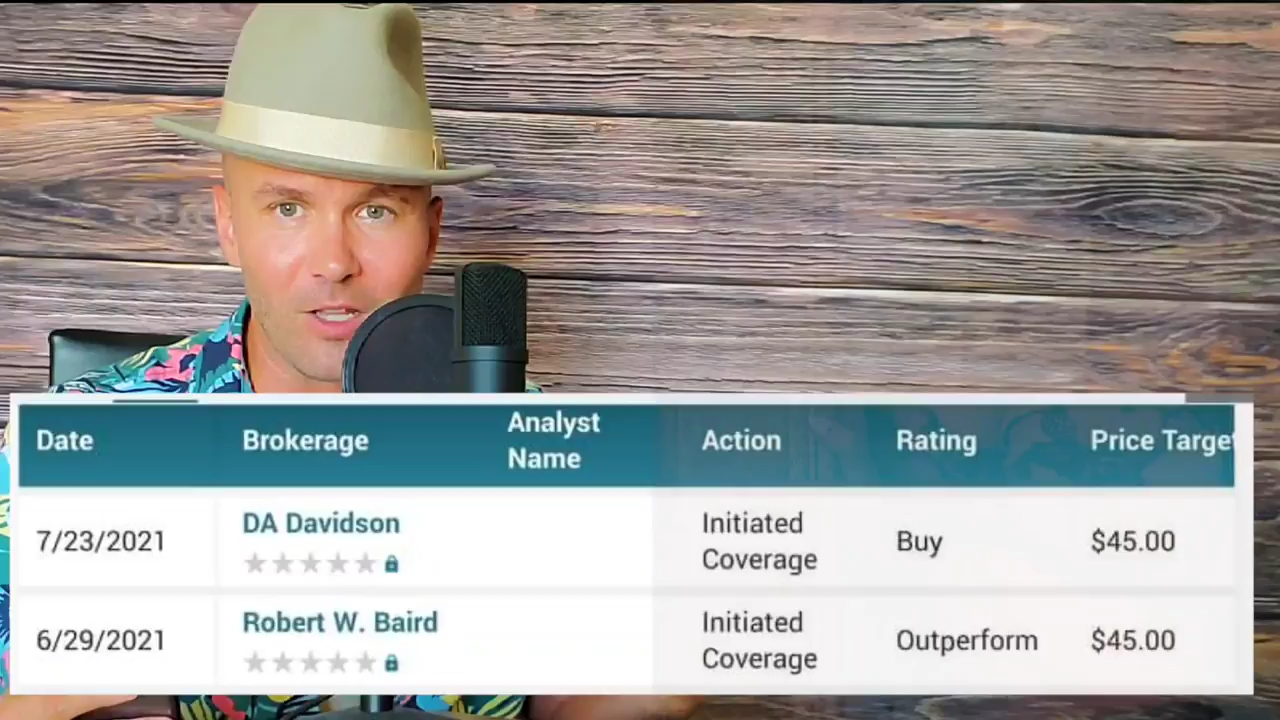 Date Brokerage Analyst Name Action Rating Price Target
7/23/2021 DA Davidson Initiated Coverage Buy $45.00
6/29/2021 Robert W. Baird Initiated Coverage Outperform $45.00